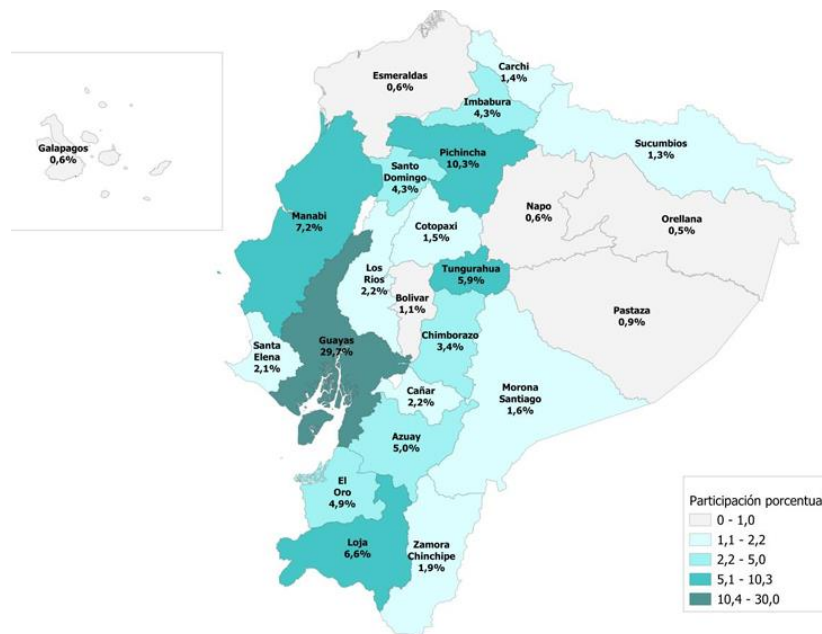 Carchi
1,4%
Esmeraldas
0,6%
Imbabura
4,3%
Galapagos
0,6%
Sucumbios
1,3%
Pichincha
10,3%
Santo
Domingo
4,3%
Napo
0,6%
Orellana
0,5%
Manabi
7,2%
Cotopaxi
1,5%
Tungurahua
5,9%
Los
Rios
2,2%
Bolivar
1,1%
Pastaza
0,9%
Chimborazo
3,4%
Guayas
29,7%
Santa
Elena
2,1%
Cañar
2,2%
Morona
Santiago
1,6%
Azuay
5,0%
El
Oro
4,9%
Loja
6,6%
Zamora
Chinchipe
1,9%
Participación porcentua
0 - 1,0
1,1 - 2,2
2,2 - 5,0
5,1 - 10,3
10,4 - 30,0